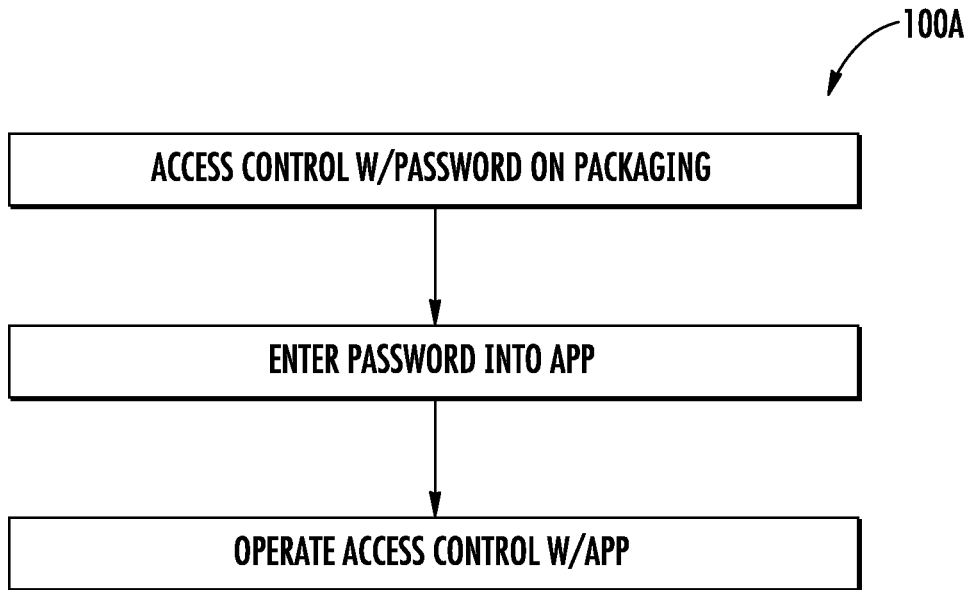 100A
ACCESS CONTROL W/PASSWORD ON PACKAGING
ENTER PASSWORD INTO APP
OPERATE ACCESS CONTROL W/APP